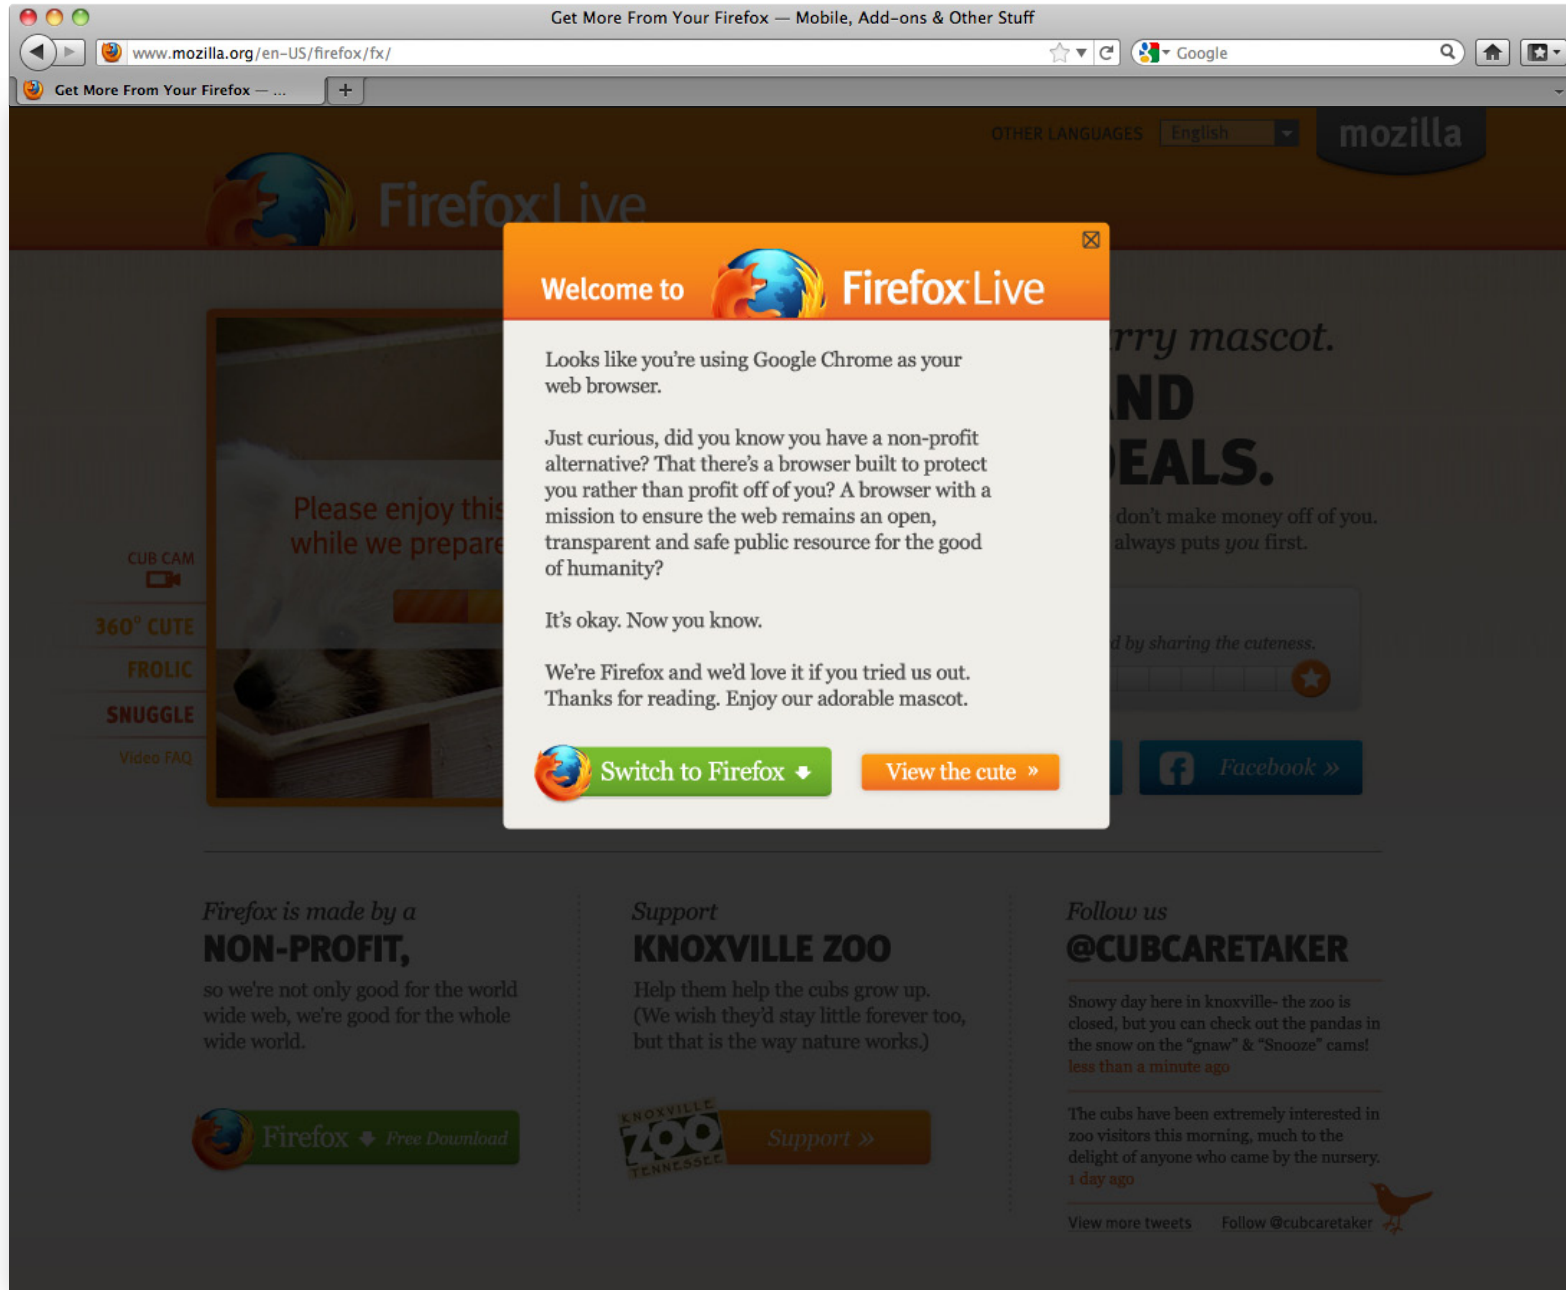 Get More From Your Firefox — Mobile, Add-ons & Other Stuff
www.mozilla.org/en-US/firefox/fx/
Google
Get More From Your Firefox — ...
OTHER LANGUAGES English
mozilla
Firefox Live
Welcome to Firefox Live
Looks like you're using Google Chrome as your
web browser.
Just curious, did you know you have a non-profit
alternative? That there's a browser built to protect
you rather than profit off of you? A browser with a
mission to ensure the web remains an open,
transparent and safe public resource for the good
of humanity?
It's okay. Now you know.
We're Firefox and we'd love it if you tried us out.
Thanks for reading. Enjoy our adorable mascot.
Switch to Firefox
View the cute »
Please enjoy this
while we prepare
CUB CAM
360° CUTE
FROLIC
SNUGGLE
Video FAQ
mascot.
don't make money off of you.
always puts you first.
by sharing the cuteness.
Facebook »
Firefox is made by a
NON-PROFIT,
so we're not only good for the world
wide web, we're good for the whole
wide world.
Firefox Free Download
Support
KNOXVILLE ZOO
Help them help the cubs grow up.
(We wish they'd stay little forever too,
but that is the way nature works.)
KNOXVILLE
ZOO
TENNESSEE
Support »
Follow us
@CUBCARETAKER
Snowy day here in knoxville- the zoo is
closed, but you can check out the pandas in
the snow on the "gnaw" & "Snooze" cams!
less than a minute ago
The cubs have been extremely interested in
zoo visitors this morning, much to the
delight of anyone who came by the nursery.
1 day ago
View more tweets Follow @cubcaretaker